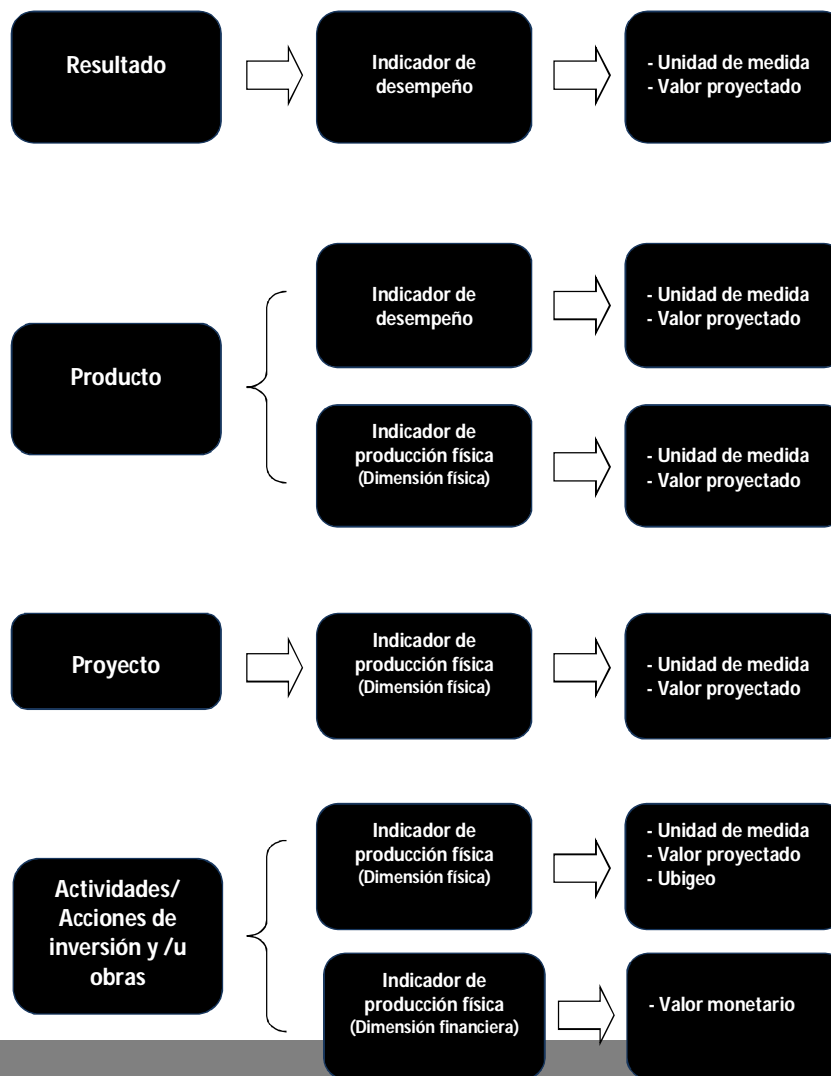 Resultado
Indicador de
desempeño
- Unidad de medida
- Valor proyectado
Producto
Indicador de
desempeño
- Unidad de medida
- Valor proyectado
Indicador de
producción física
(Dimensión física)
- Unidad de medida
- Valor proyectado
Proyecto
Indicador de
producción física
(Dimensión física)
- Unidad de medida
- Valor proyectado
Actividades/
Acciones de
inversión y /u
obras
Indicador de
producción física
(Dimensión física)
- Unidad de medida
- Valor proyectado
- Ubigeo
Indicador de
producción física
(Dimensión financiera)
- Valor monetario